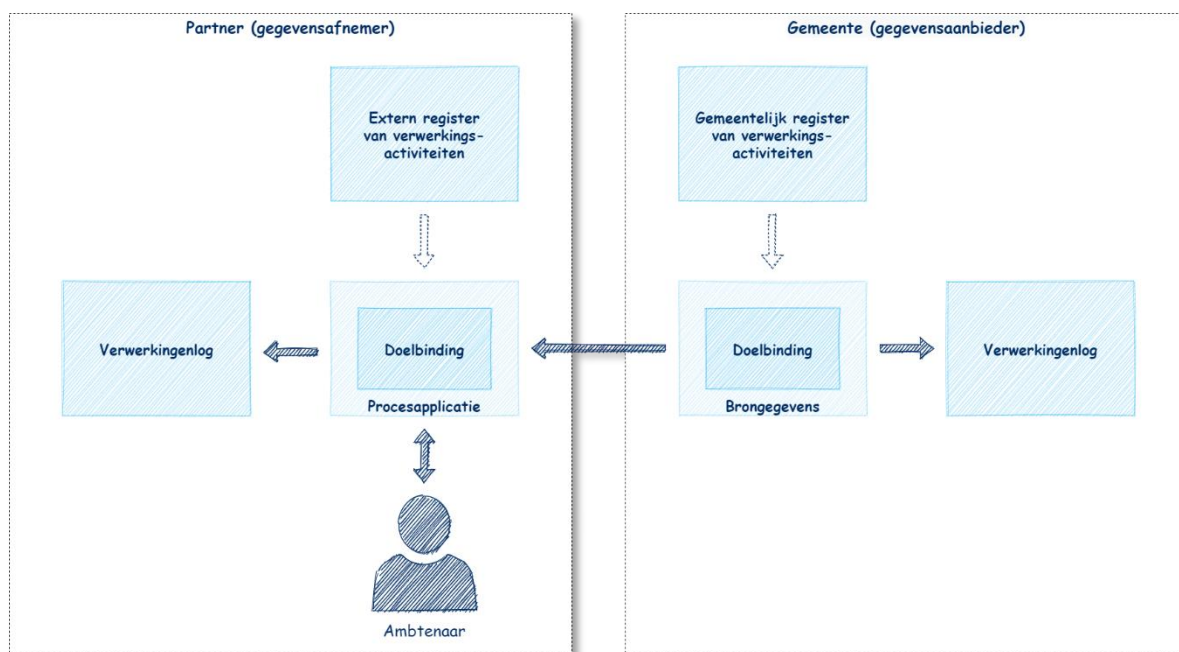 Partner (gegevensafnemer)
Extern register
van verwerkings-
activiteiten
Verwerkingenlog
Doelbinding
Procesapplicatie
Ambtenaar
Gemeente (gegevensaanbieder)
Gemeentelijk register
van verwerkings-
activiteiten
Doelbinding
Brongegevens
Verwerkingenlog